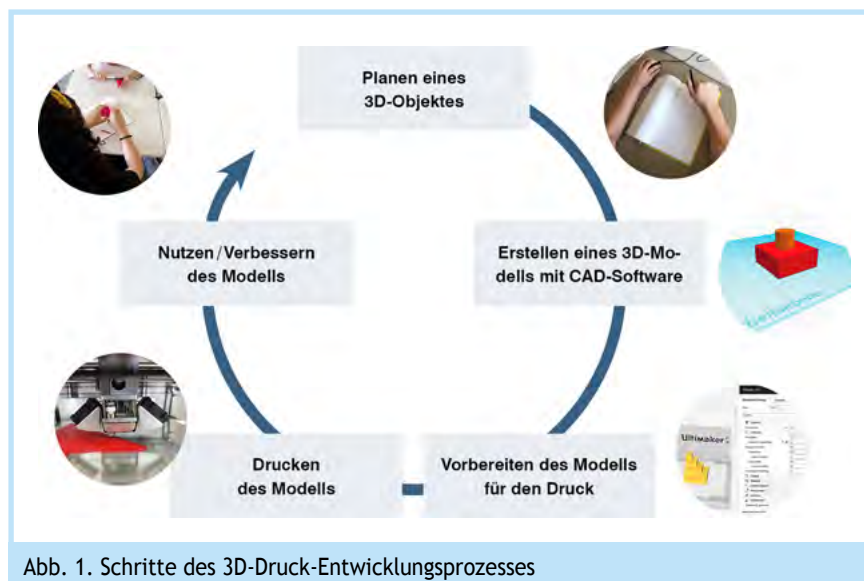 Planen eines
3D-Objektes
Nutzen/Verbessern
des Modells
Erstellen eines 3D-Mo-
dells mit CAD-Software
Drucken
des Modells
Vorbereiten des Modells
für den Druck
Ultimaker
Abb. 1. Schritte des 3D-Druck-Entwicklungsprozesses